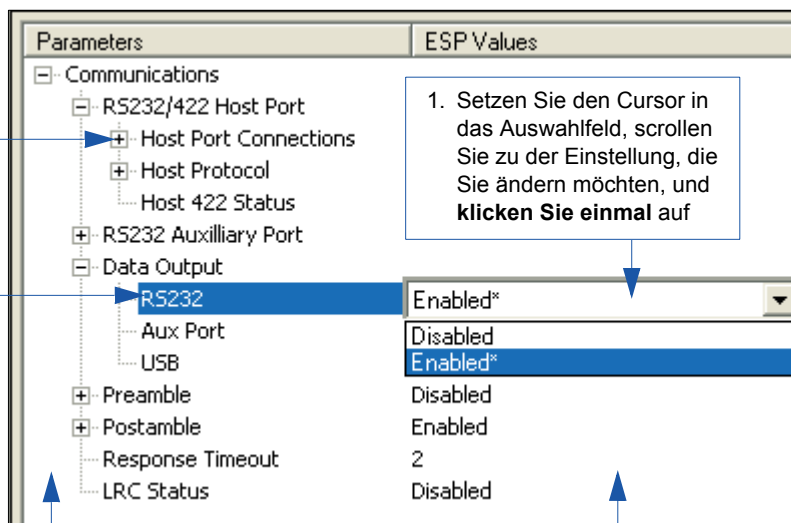 Parameters ESP Values
Communications
RS232/422 Host Port
Host Port Connections
Host Protocol
Host 422 Status
RS232 Auxilliary Port
Data Output
RS232 Enabled*
Aux Port Disabled
USB Enabled*
Preamble Disabled
Postamble Enabled
Response Timeout 2
LRC Status Disabled
1. Setzen Sie den Cursor in
das Auswahlfeld, scrollen
Sie zu der Einstellung, die
Sie ändern möchten, und
klicken Sie einmal auf